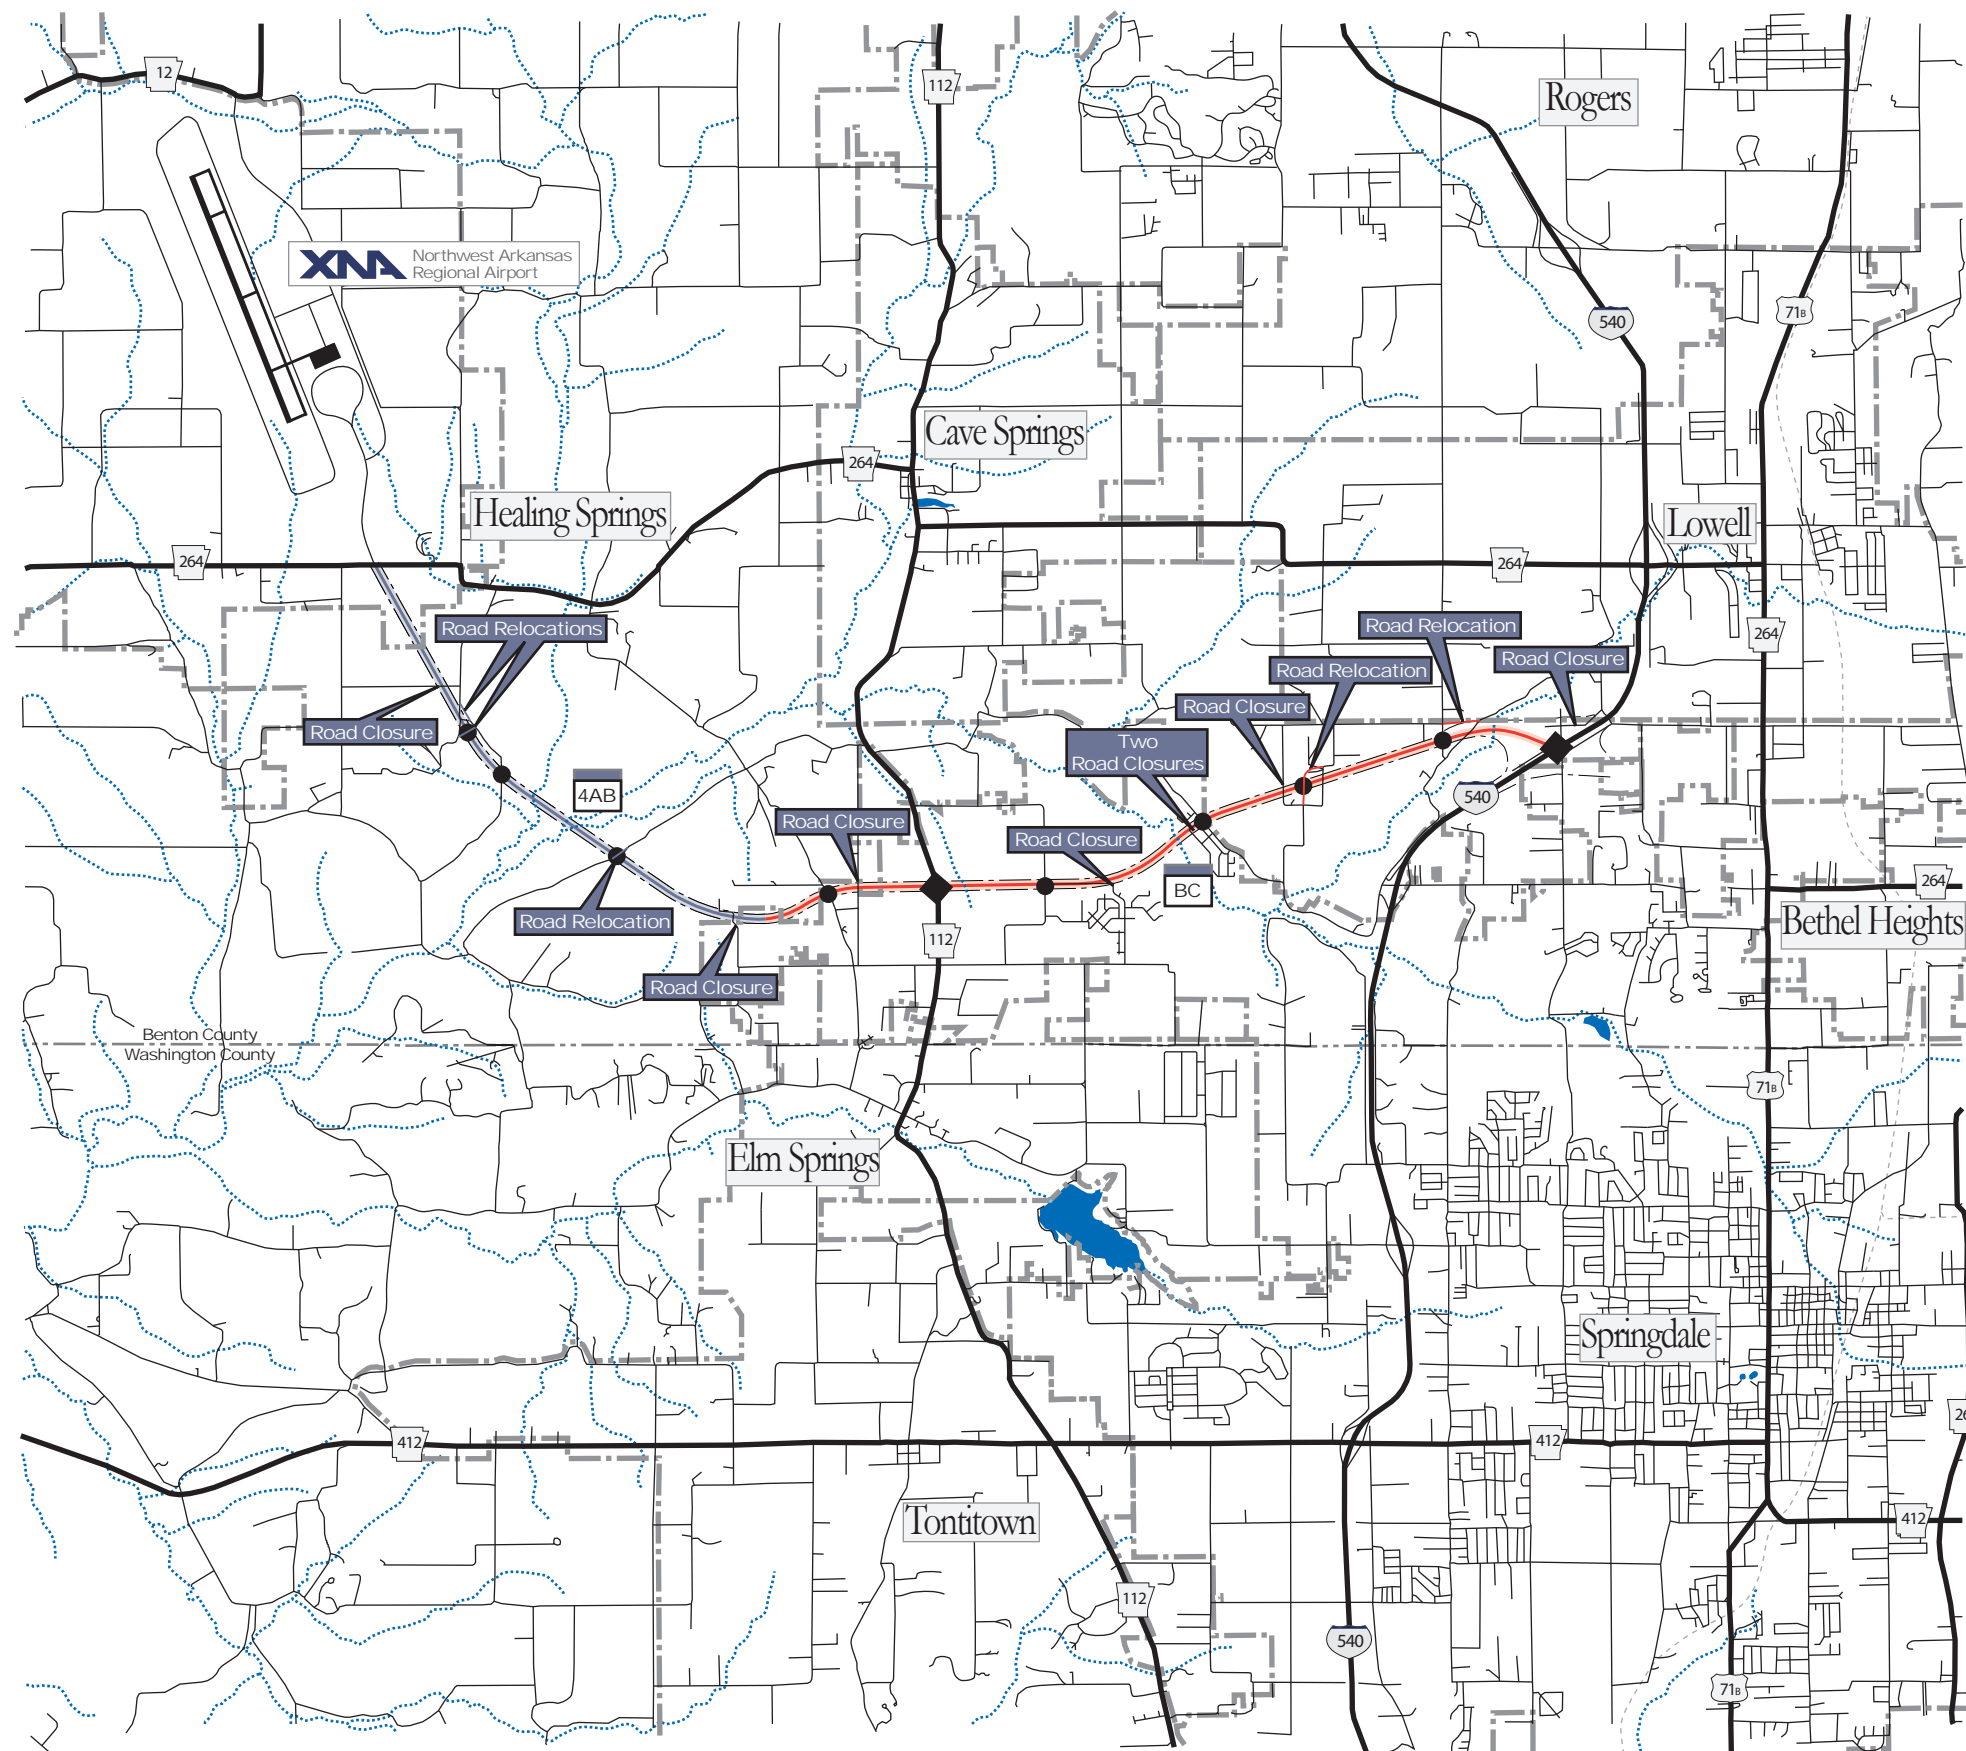 12
112
Rogers
XNA Northwest Arkansas
Regional Airport
540
71B
Cave Springs
264
Healing Springs
Lowell
264
264
Road Relocations
Road Relocation
264
Road Closure
Road Relocation
Road Closure
Road Closure
Two
Road Closures
4AB
540
Road Closure
Road Closure
BC
264
Road Relocation
Bethel Heights
112
Road Closure
Benton County
Washington County
71B
Elm Springs
Springdale
26
412
412
Tontitown
412
112
540
71B